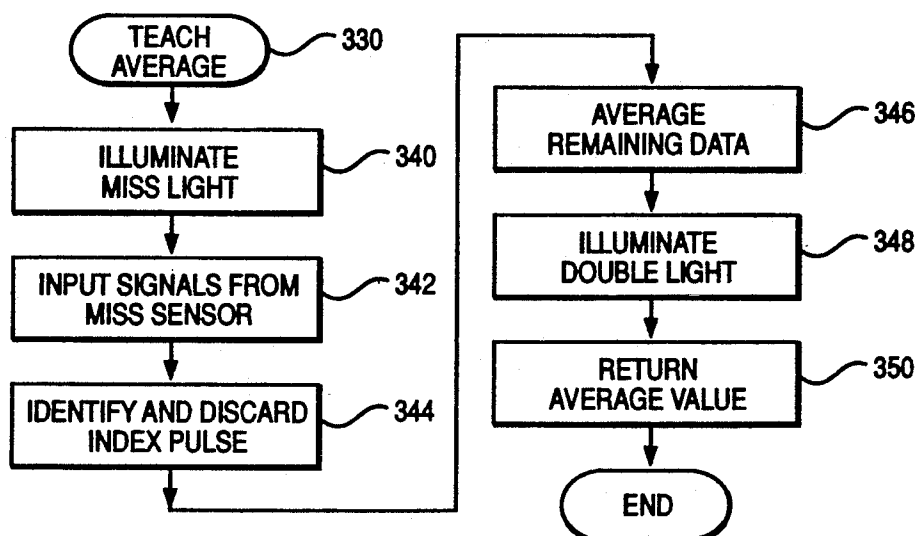 TEACH
AVERAGE
330
ILLUMINATE
MISS LIGHT
340
INPUT SIGNALS FROM
MISS SENSOR
342
IDENTIFY AND DISCARD
INDEX PULSE
344
AVERAGE
REMAINING DATA
346
ILLUMINATE
DOUBLE LIGHT
348
RETURN
AVERAGE VALUE
350
END